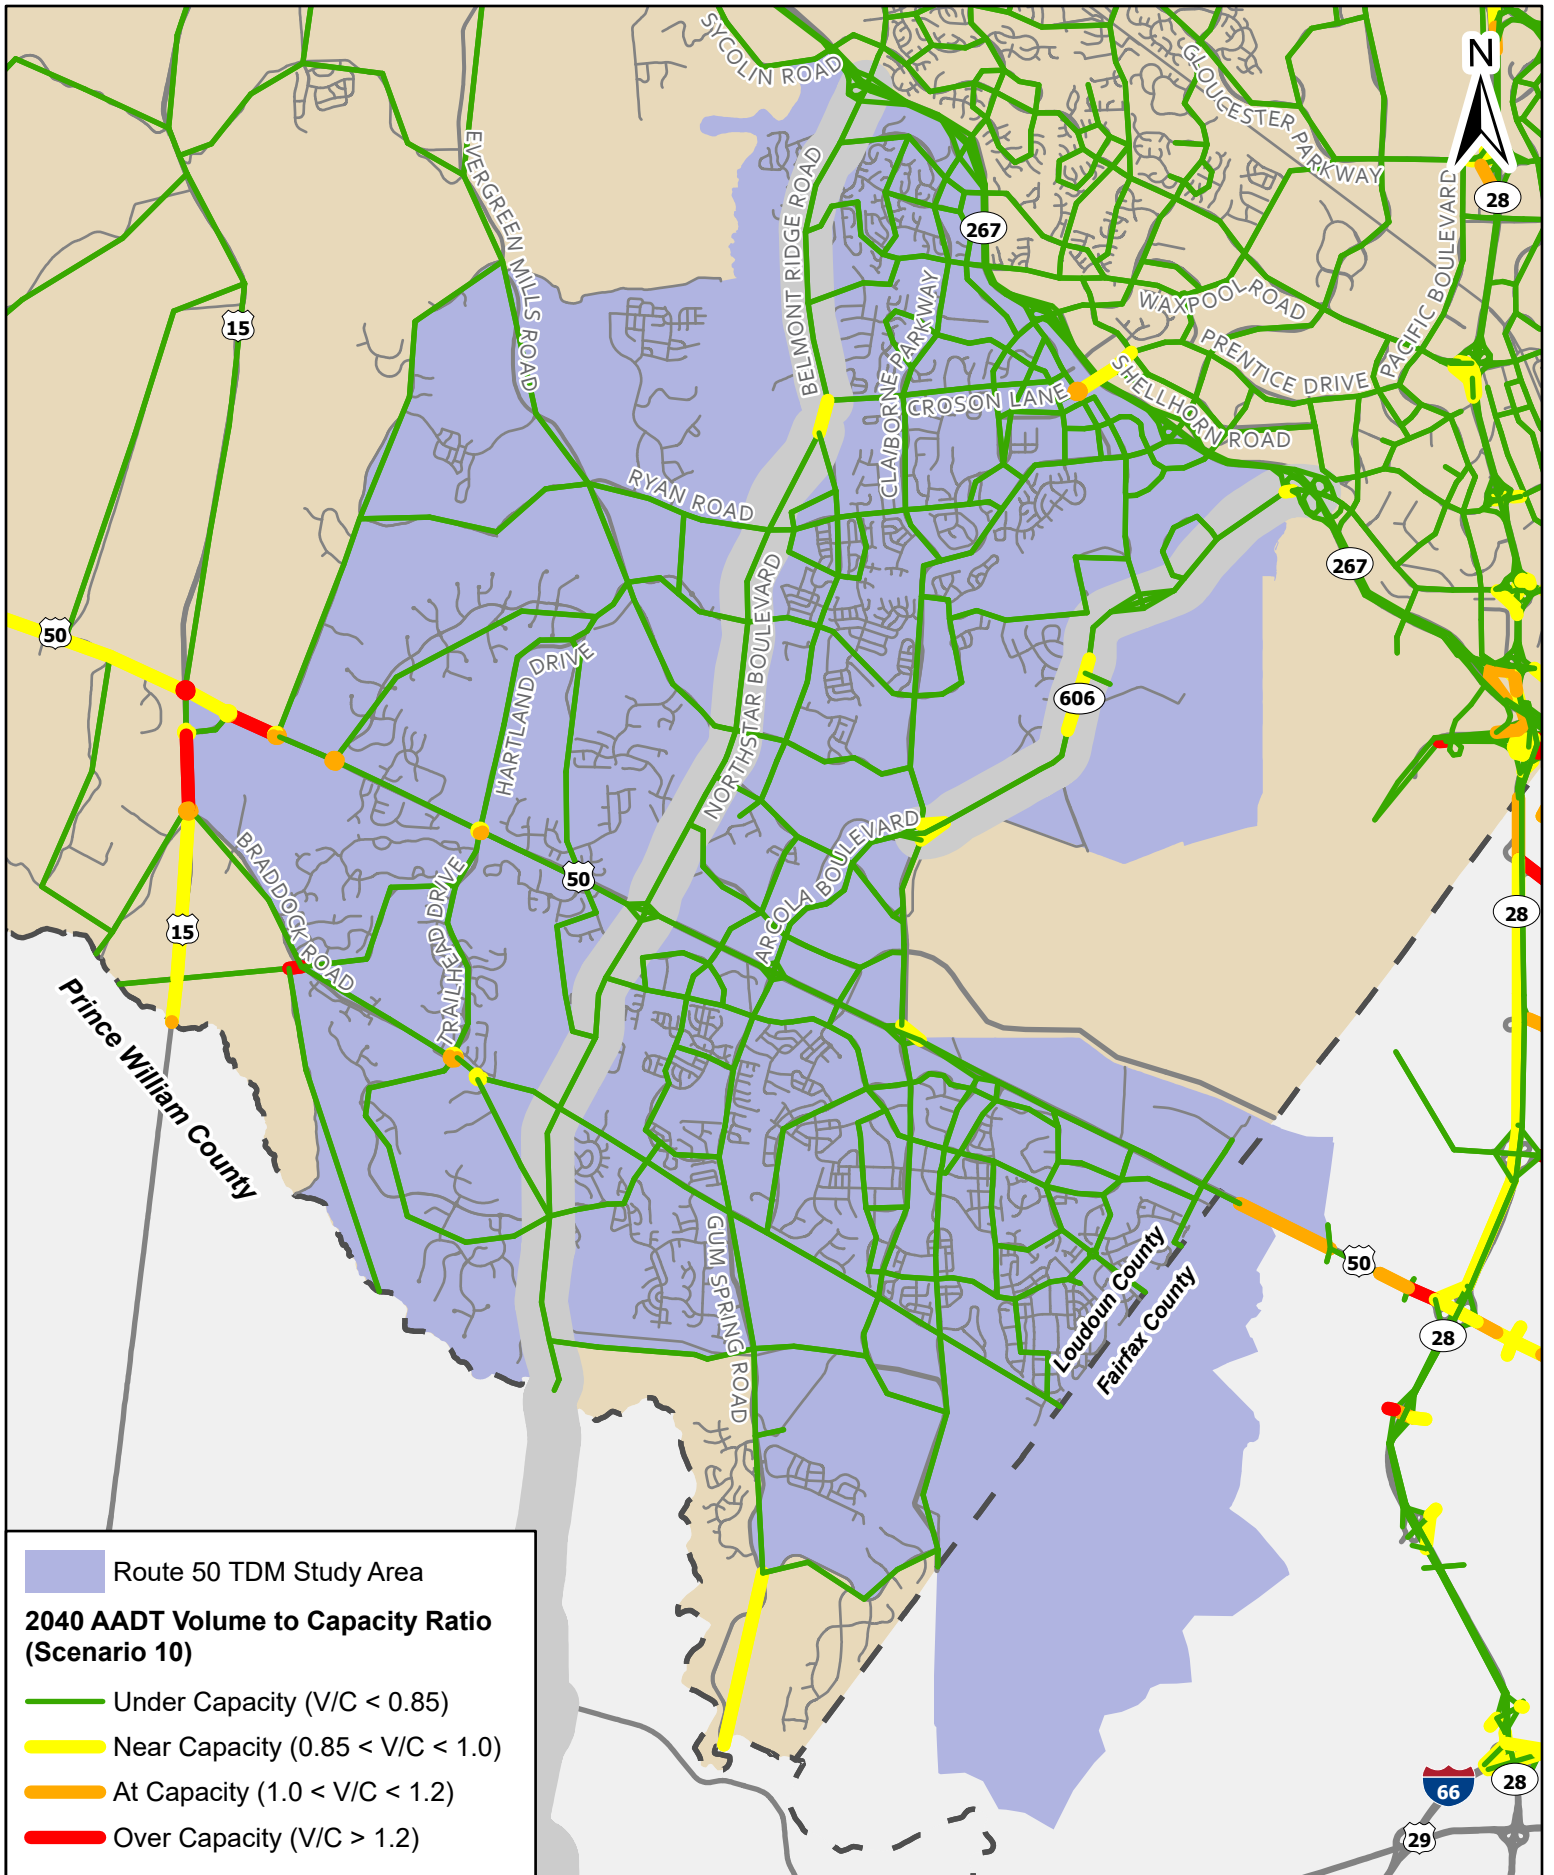 SYCOLIN ROAD
GLOUCESTER PARKWAY
N
EVERGREEN MILLS ROAD
BELMONT RIDGE ROAD
PACIFIC BOULEVARD
28
267
15
CLAIBORNE PARKWAY
WAXPOOL ROAD
PRENTICE DRIVE
SHELLHORN ROAD
CROSON LANE
RYAN ROAD
267
50
NORTHSTAR BOULEVARD
HARTLAND DRIVE
606
BRADDOCK ROAD
TRAILHEAD DRIVE
50
ARCOLA BOULEVARD
15
28
Prince William County
GUM SPRING ROAD
Loudoun County
Fairfax County
50
28
Route 50 TDM Study Area
2040 AADT Volume to Capacity Ratio
(Scenario 10)
Under Capacity (V/C < 0.85)
Near Capacity (0.85 < V/C < 1.0)
At Capacity (1.0 < V/C < 1.2)
Over Capacity (V/C > 1.2)
66
28
29